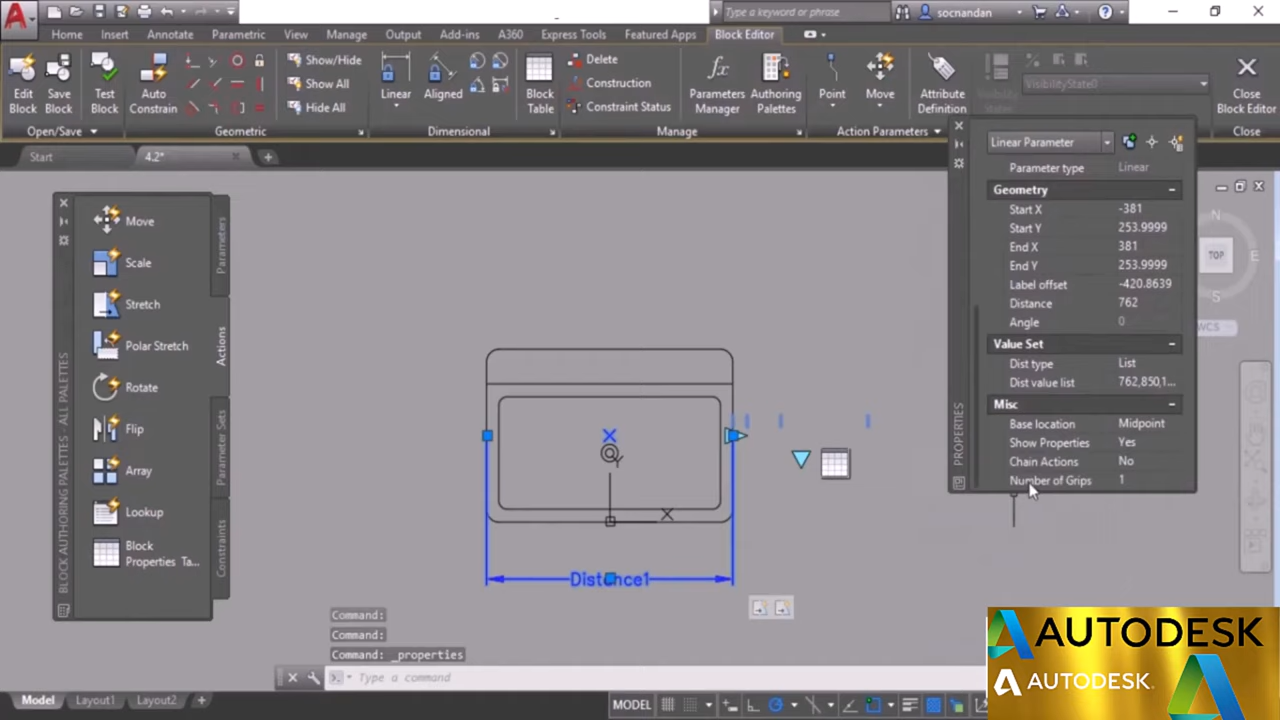 Type a keyword or phrase
socnandan
Home Insert Annotate Parametric View Manage Output Add-ins A360 Express Tools Featured Apps Block Editor
Show/Hide
Delete
VisibilityState0
Show All
Construction
Hide All
Constraint Status
Edit Block
Save Block
Test Block
Auto Constrain
Linear
Aligned
Block Table
Parameters Manager
Authoring Palettes
Point
Move
Attribute Definition
Visibility States
Close Block Editor
Open/Save
Geometric
Dimensional
Manage
Action Parameters
Close
Start
4.2*
Linear Parameter
Parameter type Linear
Geometry
Start X -381
Start Y 253.9999
End X 381
End Y 253.9999
Label offset -420.8639
Distance 762
Angle 0
Value Set
Dist type List
Dist value list 762,850,1...
Misc
Base location Midpoint
Show Properties Yes
Chain Actions No
Number of Grips 1
PROPERTIES
N
TOP
E
S
WCS
Move
Scale
Stretch
Polar Stretch
Rotate
Flip
Array
Lookup
Block
Properties Ta...
Parameters
Actions
Parameter Sets
Constraints
BLOCK AUTHORING PALETTES - ALL PALETTES
Y
X
Distance1
Command:
Command:
Command: _properties
Type a command
Model Layout1 Layout2
MODEL
AUTODESK
AUTODESK.